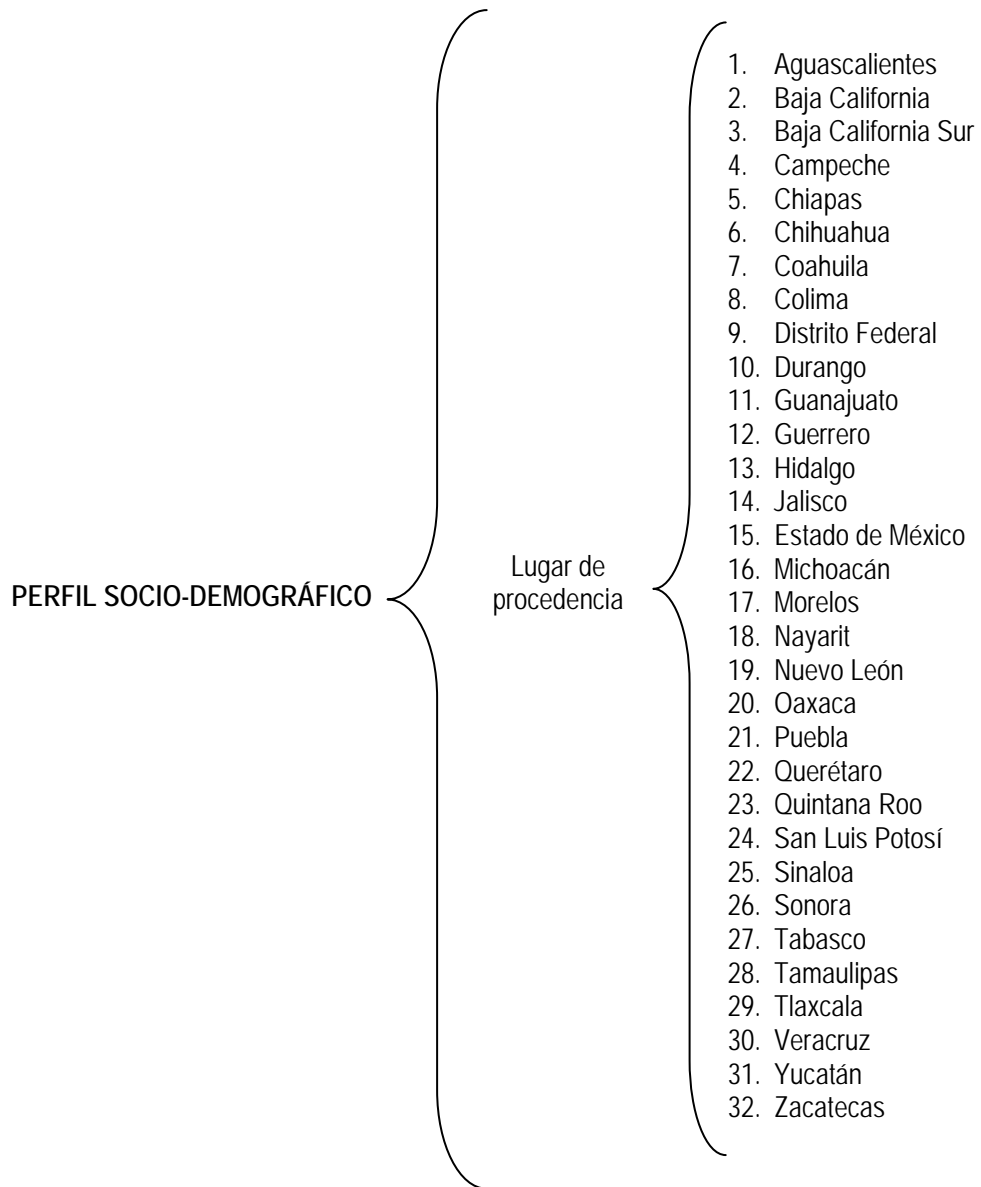 PERFIL SOCIO-DEMOGRÁFICO
Lugar de
procedencia
1. Aguascalientes
2. Baja California
3. Baja California Sur
4. Campeche
5. Chiapas
6. Chihuahua
7. Coahuila
8. Colima
9. Distrito Federal
10. Durango
11. Guanajuato
12. Guerrero
13. Hidalgo
14. Jalisco
15. Estado de México
16. Michoacán
17. Morelos
18. Nayarit
19. Nuevo León
20. Oaxaca
21. Puebla
22. Querétaro
23. Quintana Roo
24. San Luis Potosí
25. Sinaloa
26. Sonora
27. Tabasco
28. Tamaulipas
29. Tlaxcala
30. Veracruz
31. Yucatán
32. Zacatecas